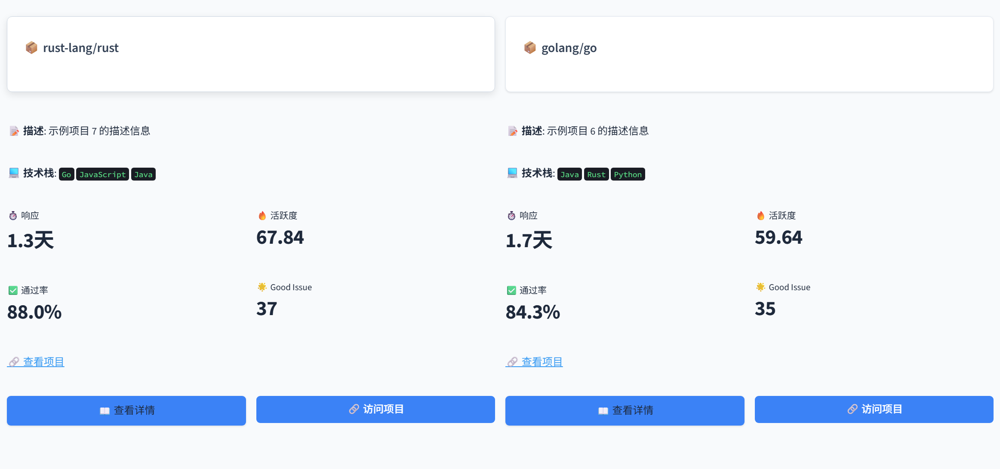 📦 rust-lang/rust
📝 描述: 示例项目 7 的描述信息
💻 技术栈: Go JavaScript Java
⏱️ 响应
1.3天
🔥 活跃度
67.84
✅ 通过率
88.0%
🌟 Good Issue
37
🔗 查看项目
📖 查看详情
🔗 访问项目
📦 golang/go
📝 描述: 示例项目 6 的描述信息
💻 技术栈: Java Rust Python
⏱️ 响应
1.7天
🔥 活跃度
59.64
✅ 通过率
84.3%
🌟 Good Issue
35
🔗 查看项目
📖 查看详情
🔗 访问项目